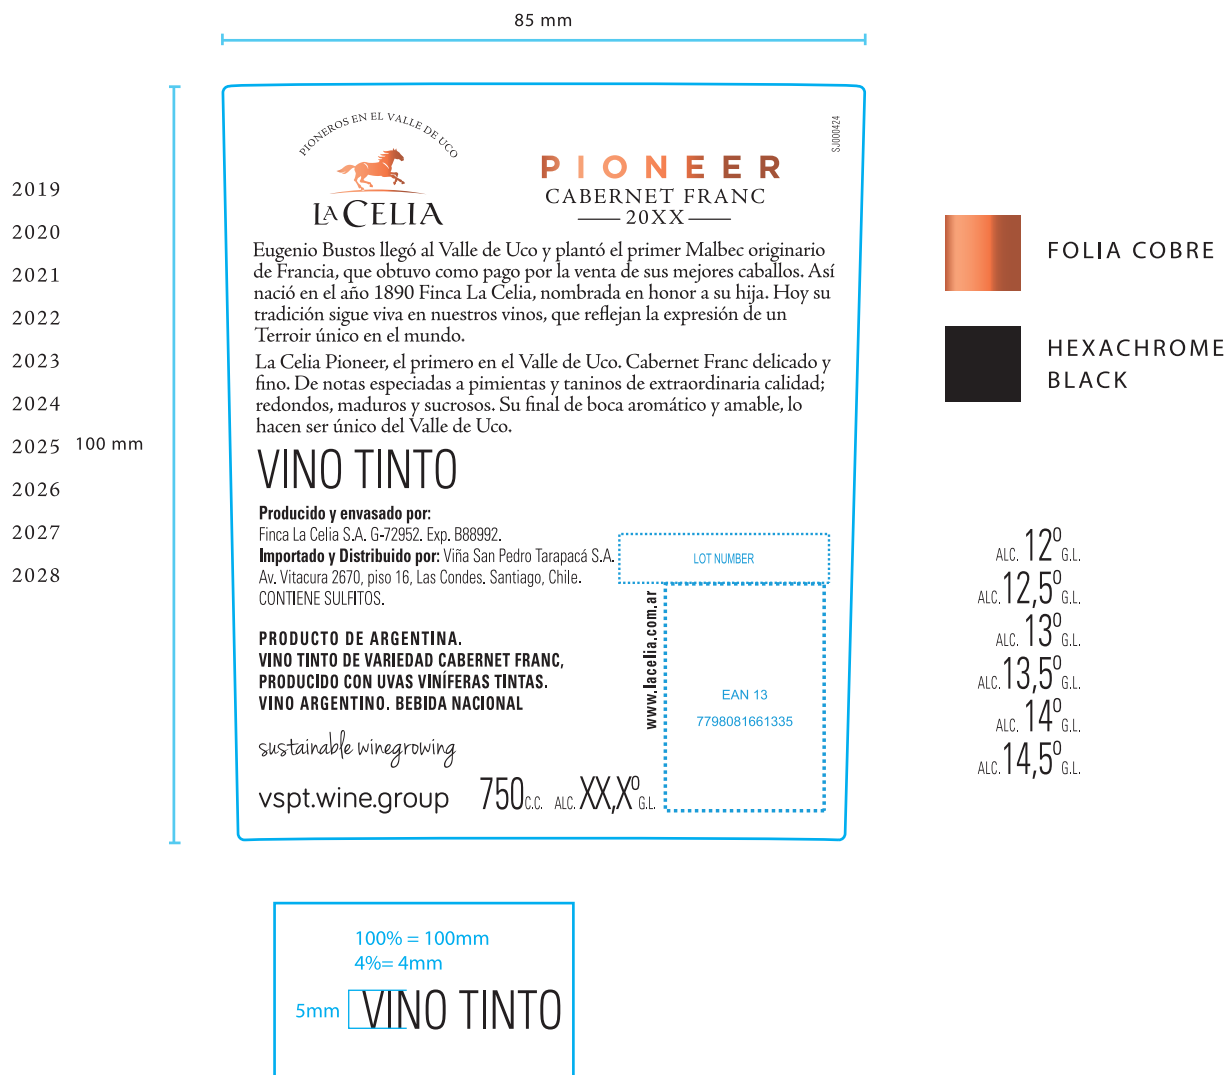 85 mm
2019
2020
2021
2022
2023
2024
2025
2026
2027
2028
100 mm
PIONEROS EN EL VALLE DE UCO
LA CELIA
PIONEER
CABERNET FRANC
20XX
SJ000424
Eugenio Bustos llegó al Valle de Uco y plantó el primer Malbec originario
de Francia, que obtuvo como pago por la venta de sus mejores caballos. Así
nació en el año 1890 Finca La Celia, nombrada en honor a su hija. Hoy su
tradición sigue viva en nuestros vinos, que reflejan la expresión de un
Terroir único en el mundo.
La Celia Pioneer, el primero en el Valle de Uco. Cabernet Franc delicado y
fino. De notas especiadas a pimientas y taninos de extraordinaria calidad;
redondos, maduros y sucrosos. Su final de boca aromático y amable, lo
hacen ser único del Valle de Uco.
VINO TINTO
Producido y envasado por:
Finca La Celia S.A. G-72952. Exp. B88992.
Importado y Distribuido por: Viña San Pedro Tarapacá S.A.
Av. Vitacura 2670, piso 16, Las Condes. Santiago, Chile.
CONTIENE SULFITOS.
PRODUCTO DE ARGENTINA.
VINO TINTO DE VARIEDAD CABERNET FRANC,
PRODUCIDO CON UVAS VINÍFERAS TINTAS.
VINO ARGENTINO. BEBIDA NACIONAL
sustainable winegrowing
vspt.wine.group
750 C.C. ALC. XX,X° G.L.
LOT NUMBER
www.lacelia.com.ar
EAN 13
7798081661335
FOLIA COBRE
HEXACHROME
BLACK
ALC. 12° G.L.
ALC. 12,5° G.L.
ALC. 13° G.L.
ALC. 13,5° G.L.
ALC. 14° G.L.
ALC. 14,5° G.L.
100% = 100mm
4%= 4mm
5mm
VINO TINTO